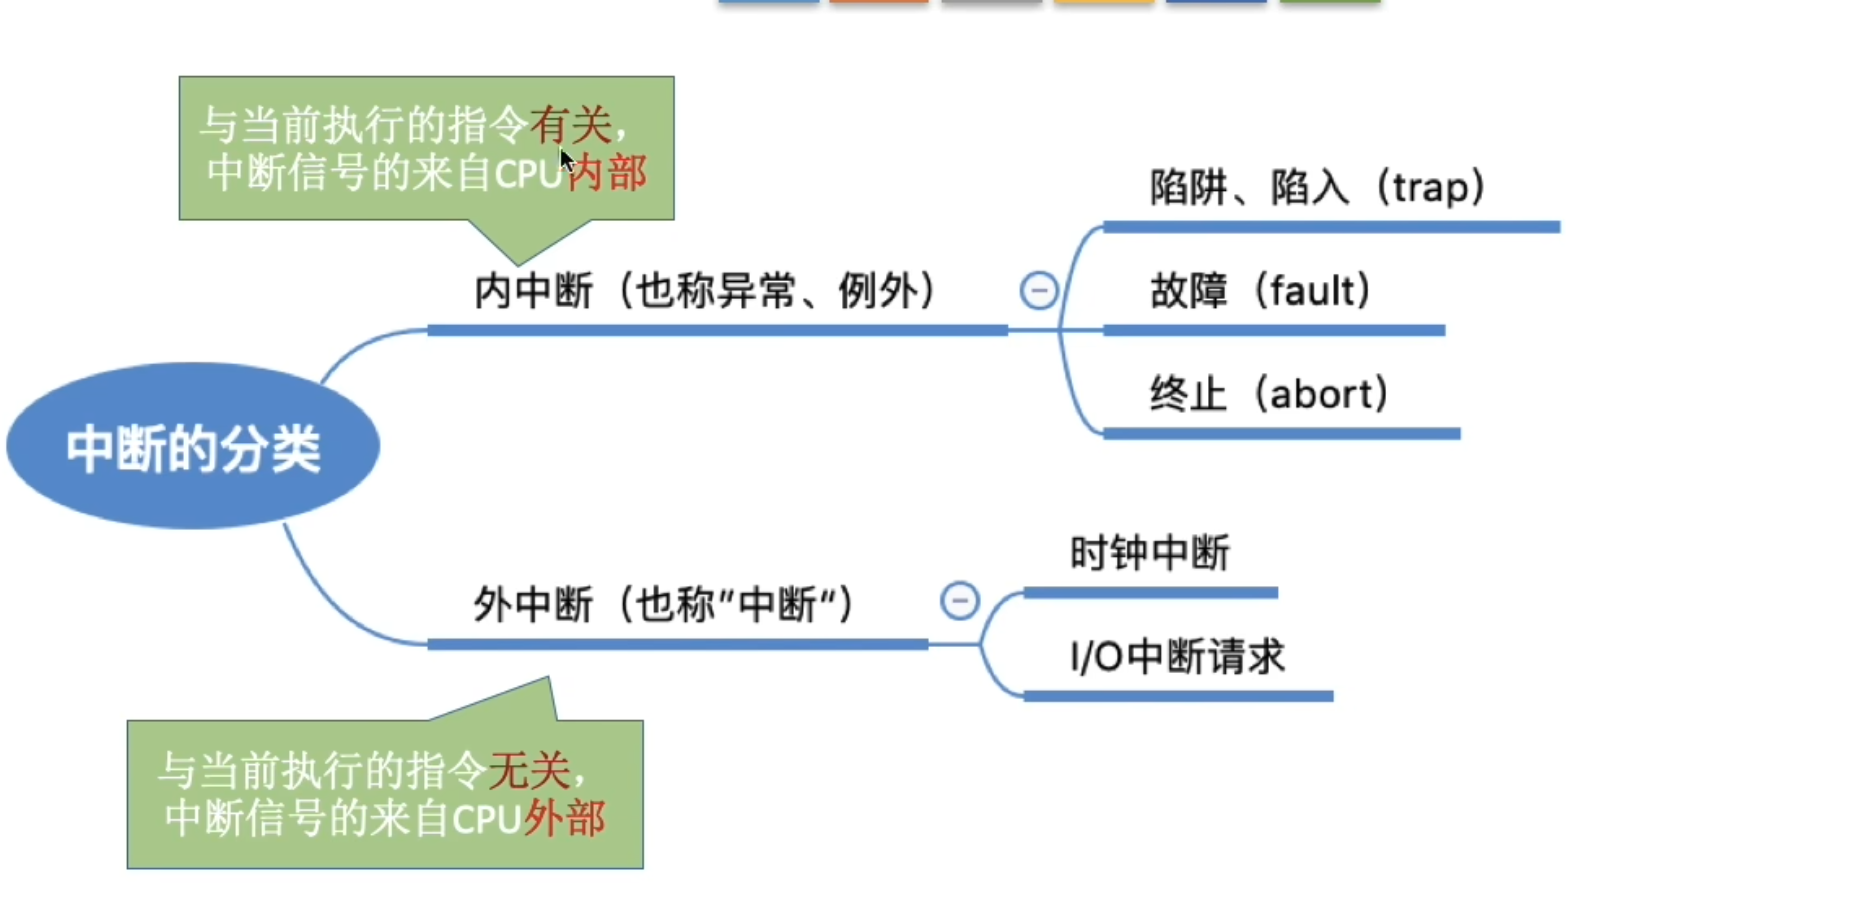 与当前执行的指令有关，
中断信号的来自CPU内部
陷阱、陷入（trap）
内中断（也称异常、例外）
故障（fault）
终止（abort）
中断的分类
时钟中断
外中断（也称”中断“）
I/O中断请求
与当前执行的指令无关，
中断信号的来自CPU外部